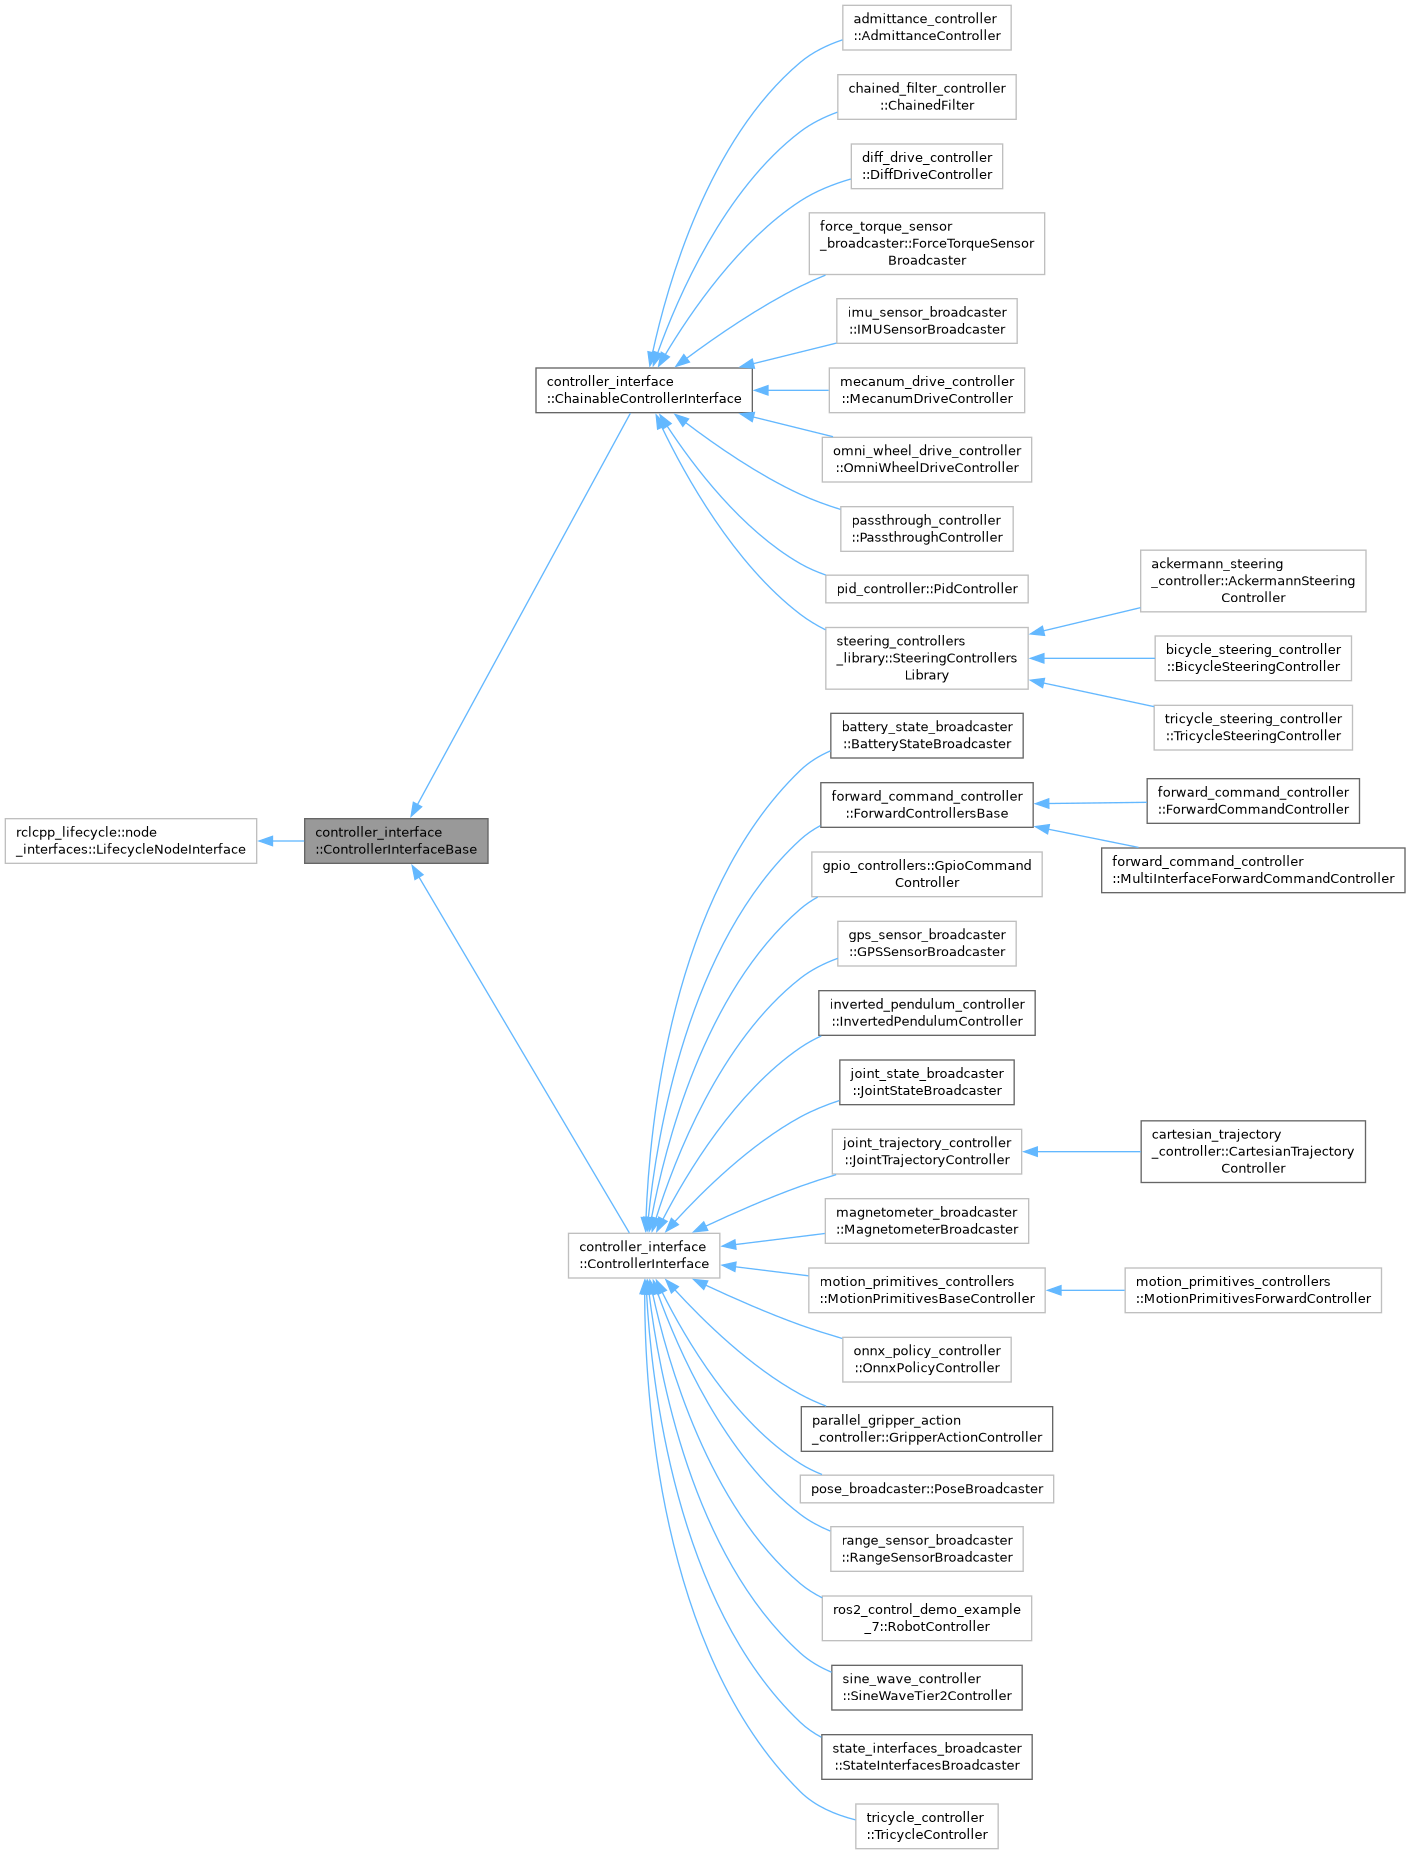 admittance_controller
::AdmittanceController
chained_filter_controller
::ChainedFilter
diff_drive_controller
::DiffDriveController
force_torque_sensor
_broadcaster::ForceTorqueSensor
Broadcaster
imu_sensor_broadcaster
::IMUSensorBroadcaster
controller_interface
::ChainableControllerInterface
mecanum_drive_controller
::MecanumDriveController
omni_wheel_drive_controller
::OmniWheelDriveController
passthrough_controller
::PassthroughController
pid_controller::PidController
steering_controllers
_library::SteeringControllers
Library
ackermann_steering
_controller::AckermannSteering
Controller
bicycle_steering_controller
::BicycleSteeringController
tricycle_steering_controller
::TricycleSteeringController
battery_state_broadcaster
::BatteryStateBroadcaster
forward_command_controller
::ForwardControllersBase
forward_command_controller
::ForwardCommandController
forward_command_controller
::MultiInterfaceForwardCommandController
rclcpp_lifecycle::node
_interfaces::LifecycleNodeInterface
controller_interface
::ControllerInterfaceBase
gpio_controllers::GpioCommand
Controller
gps_sensor_broadcaster
::GPSSensorBroadcaster
inverted_pendulum_controller
::InvertedPendulumController
joint_state_broadcaster
::JointStateBroadcaster
joint_trajectory_controller
::JointTrajectoryController
cartesian_trajectory
_controller::CartesianTrajectory
Controller
magnetometer_broadcaster
::MagnetometerBroadcaster
controller_interface
::ControllerInterface
motion_primitives_controllers
::MotionPrimitivesBaseController
motion_primitives_controllers
::MotionPrimitivesForwardController
onnx_policy_controller
::OnnxPolicyController
parallel_gripper_action
_controller::GripperActionController
pose_broadcaster::PoseBroadcaster
range_sensor_broadcaster
::RangeSensorBroadcaster
ros2_control_demo_example
_7::RobotController
sine_wave_controller
::SineWaveTier2Controller
state_interfaces_broadcaster
::StateInterfacesBroadcaster
tricycle_controller
::TricycleController